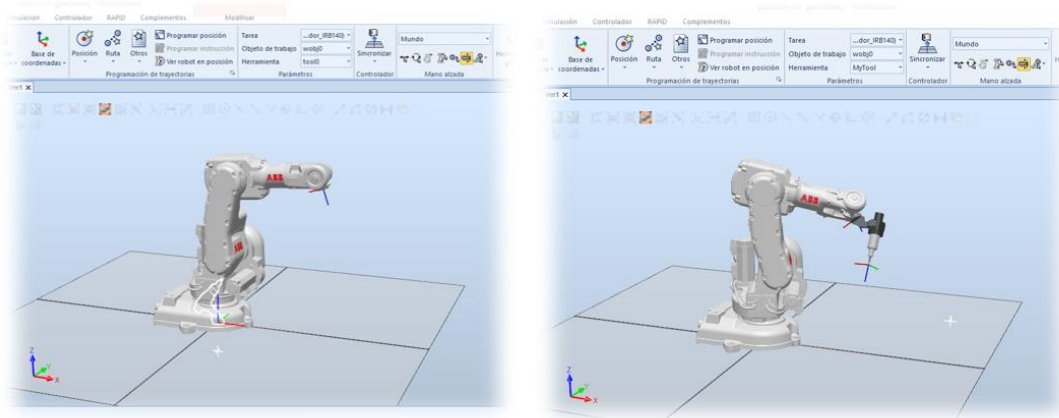 Controlador RAPID Complementos Modificar
Base de coordenadas
Posición
Ruta
Otros
Programar posición
Programar instrucción
Ver robot en posición
Programación de trayectorias
Tarea ...dor_IRB140)
Objeto de trabajo wobj0
Herramienta tool0
Parámetros
Sincronizar
Controlador
Mundo
Mano alzada
ABB
ABB
Z
Y
X
Controlador RAPID Complementos
Base de coordenadas
Posición
Ruta
Otros
Programar posición
Programar instrucción
Ver robot en posición
Programación de trayectorias
Tarea ...dor_IRB140)
Objeto de trabajo wobj0
Herramienta MyTool
Parámetros
Sincronizar
Controlador
Mundo
Mano alzada
ABB
Z
Y
X